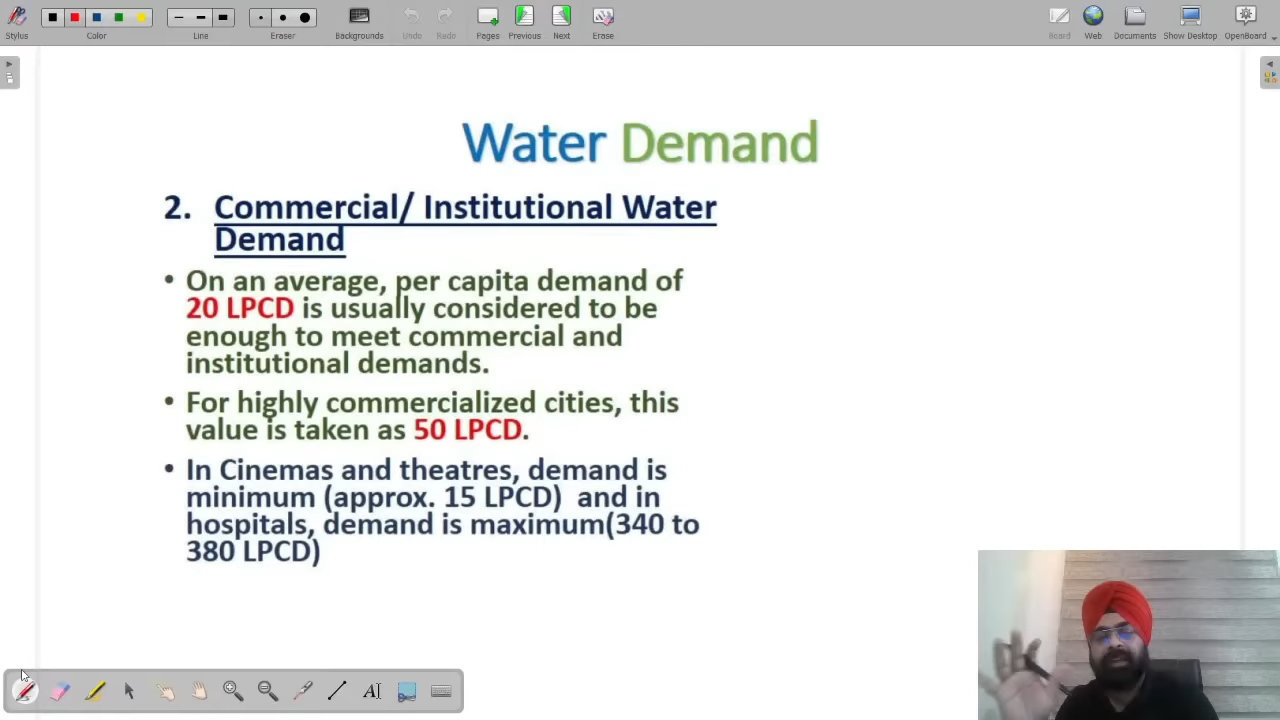 Stylus
Color
Line
Eraser
Backgrounds
Undo
Redo
Pages
Previous
Next
Erase
Board
Web
Documents
Show Desktop
OpenBoard
Water Demand
2. Commercial/ Institutional Water
Demand
• On an average, per capita demand of
20 LPCD is usually considered to be
enough to meet commercial and
institutional demands.
• For highly commercialized cities, this
value is taken as 50 LPCD.
• In Cinemas and theatres, demand is
minimum (approx. 15 LPCD) and in
hospitals, demand is maximum(340 to
380 LPCD)